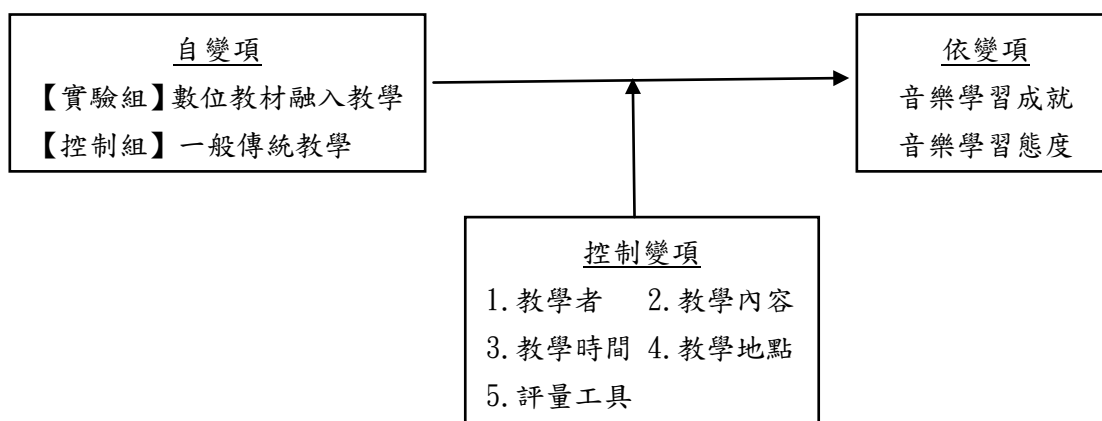 自變項
【實驗組】數位教材融入教學
【控制組】一般傳統教學
依變項
音樂學習成就
音樂學習態度
控制變項
1.教學者 2.教學內容
3.教學時間 4.教學地點
5.評量工具